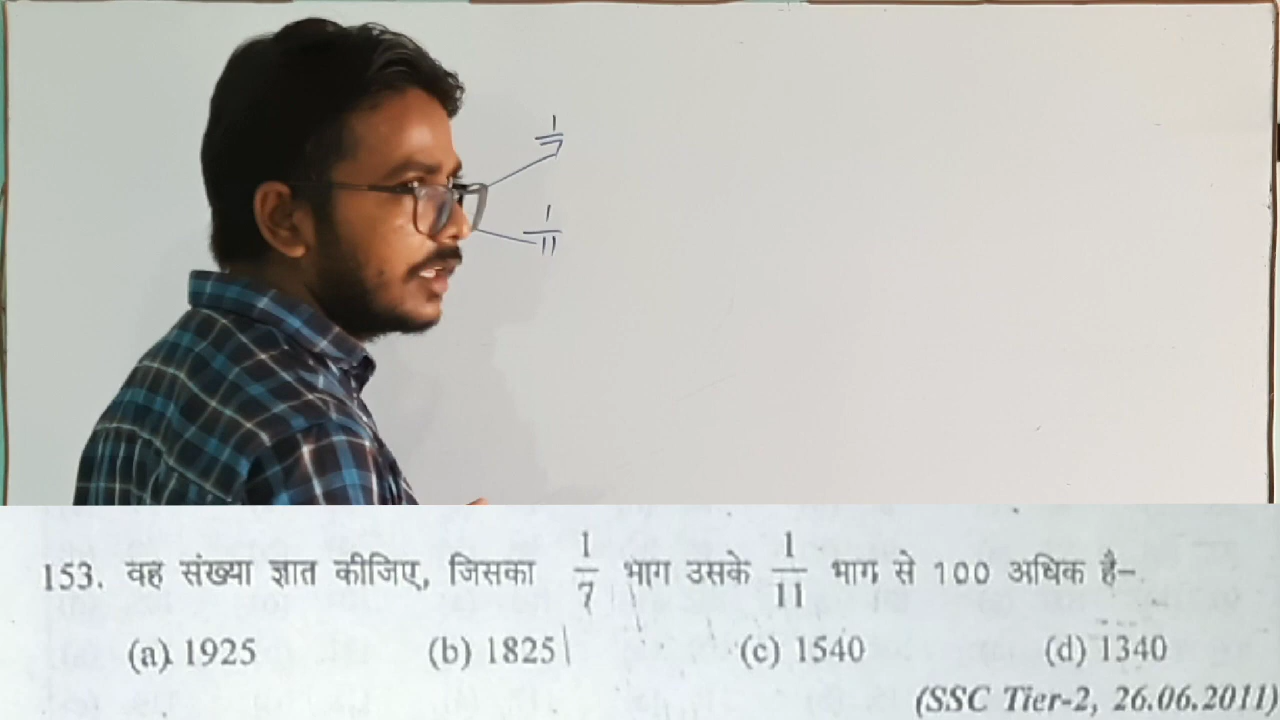 1/7
1/11
153. वह संख्या ज्ञात कीजिए, जिसका 1/7 भाग उसके 1/11 भाग से 100 अधिक है-
(a) 1925 (b) 1825 (c) 1540 (d) 1340
(SSC Tier-2, 26.06.2011)